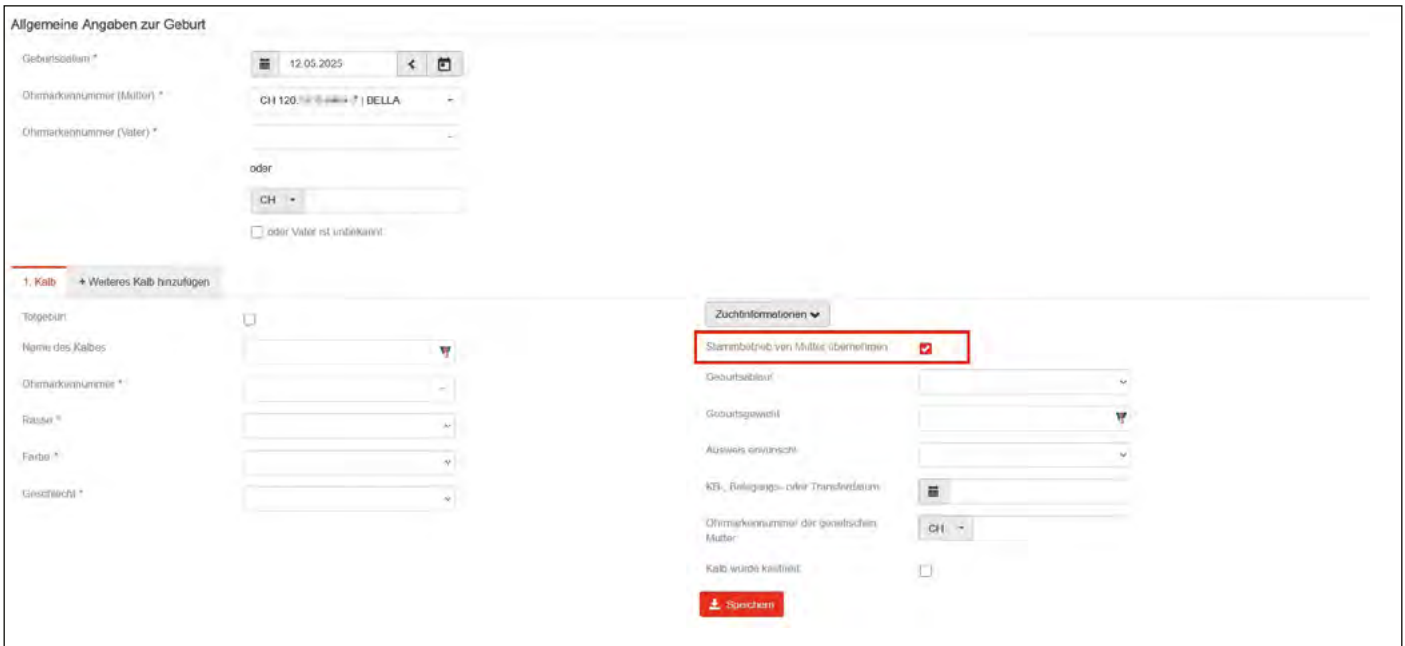 Allgemeine Angaben zur Geburt
Geburtsdatum *
12.05.2025
Ohrmarkennummer (Mutter) *
CH 120. | BELLA
Ohrmarkennummer (Vater) *
oder
CH
oder Vater ist unbekannt
1. Kalb
+ Weiteres Kalb hinzufügen
Totgeburt
Name des Kalbes
Ohrmarkennummer *
Rasse *
Farbe *
Geschlecht *
Zuchtinformationen
Stammbetrieb von Mutter übernehmen
Geburtsablauf
Geburtsgewicht
Ausweis erwünscht
KB-, Belegungs- oder Transferdatum
Ohrmarkennummer der genetischen
Mutter
CH
Kalb wurde kastriert
Speichern